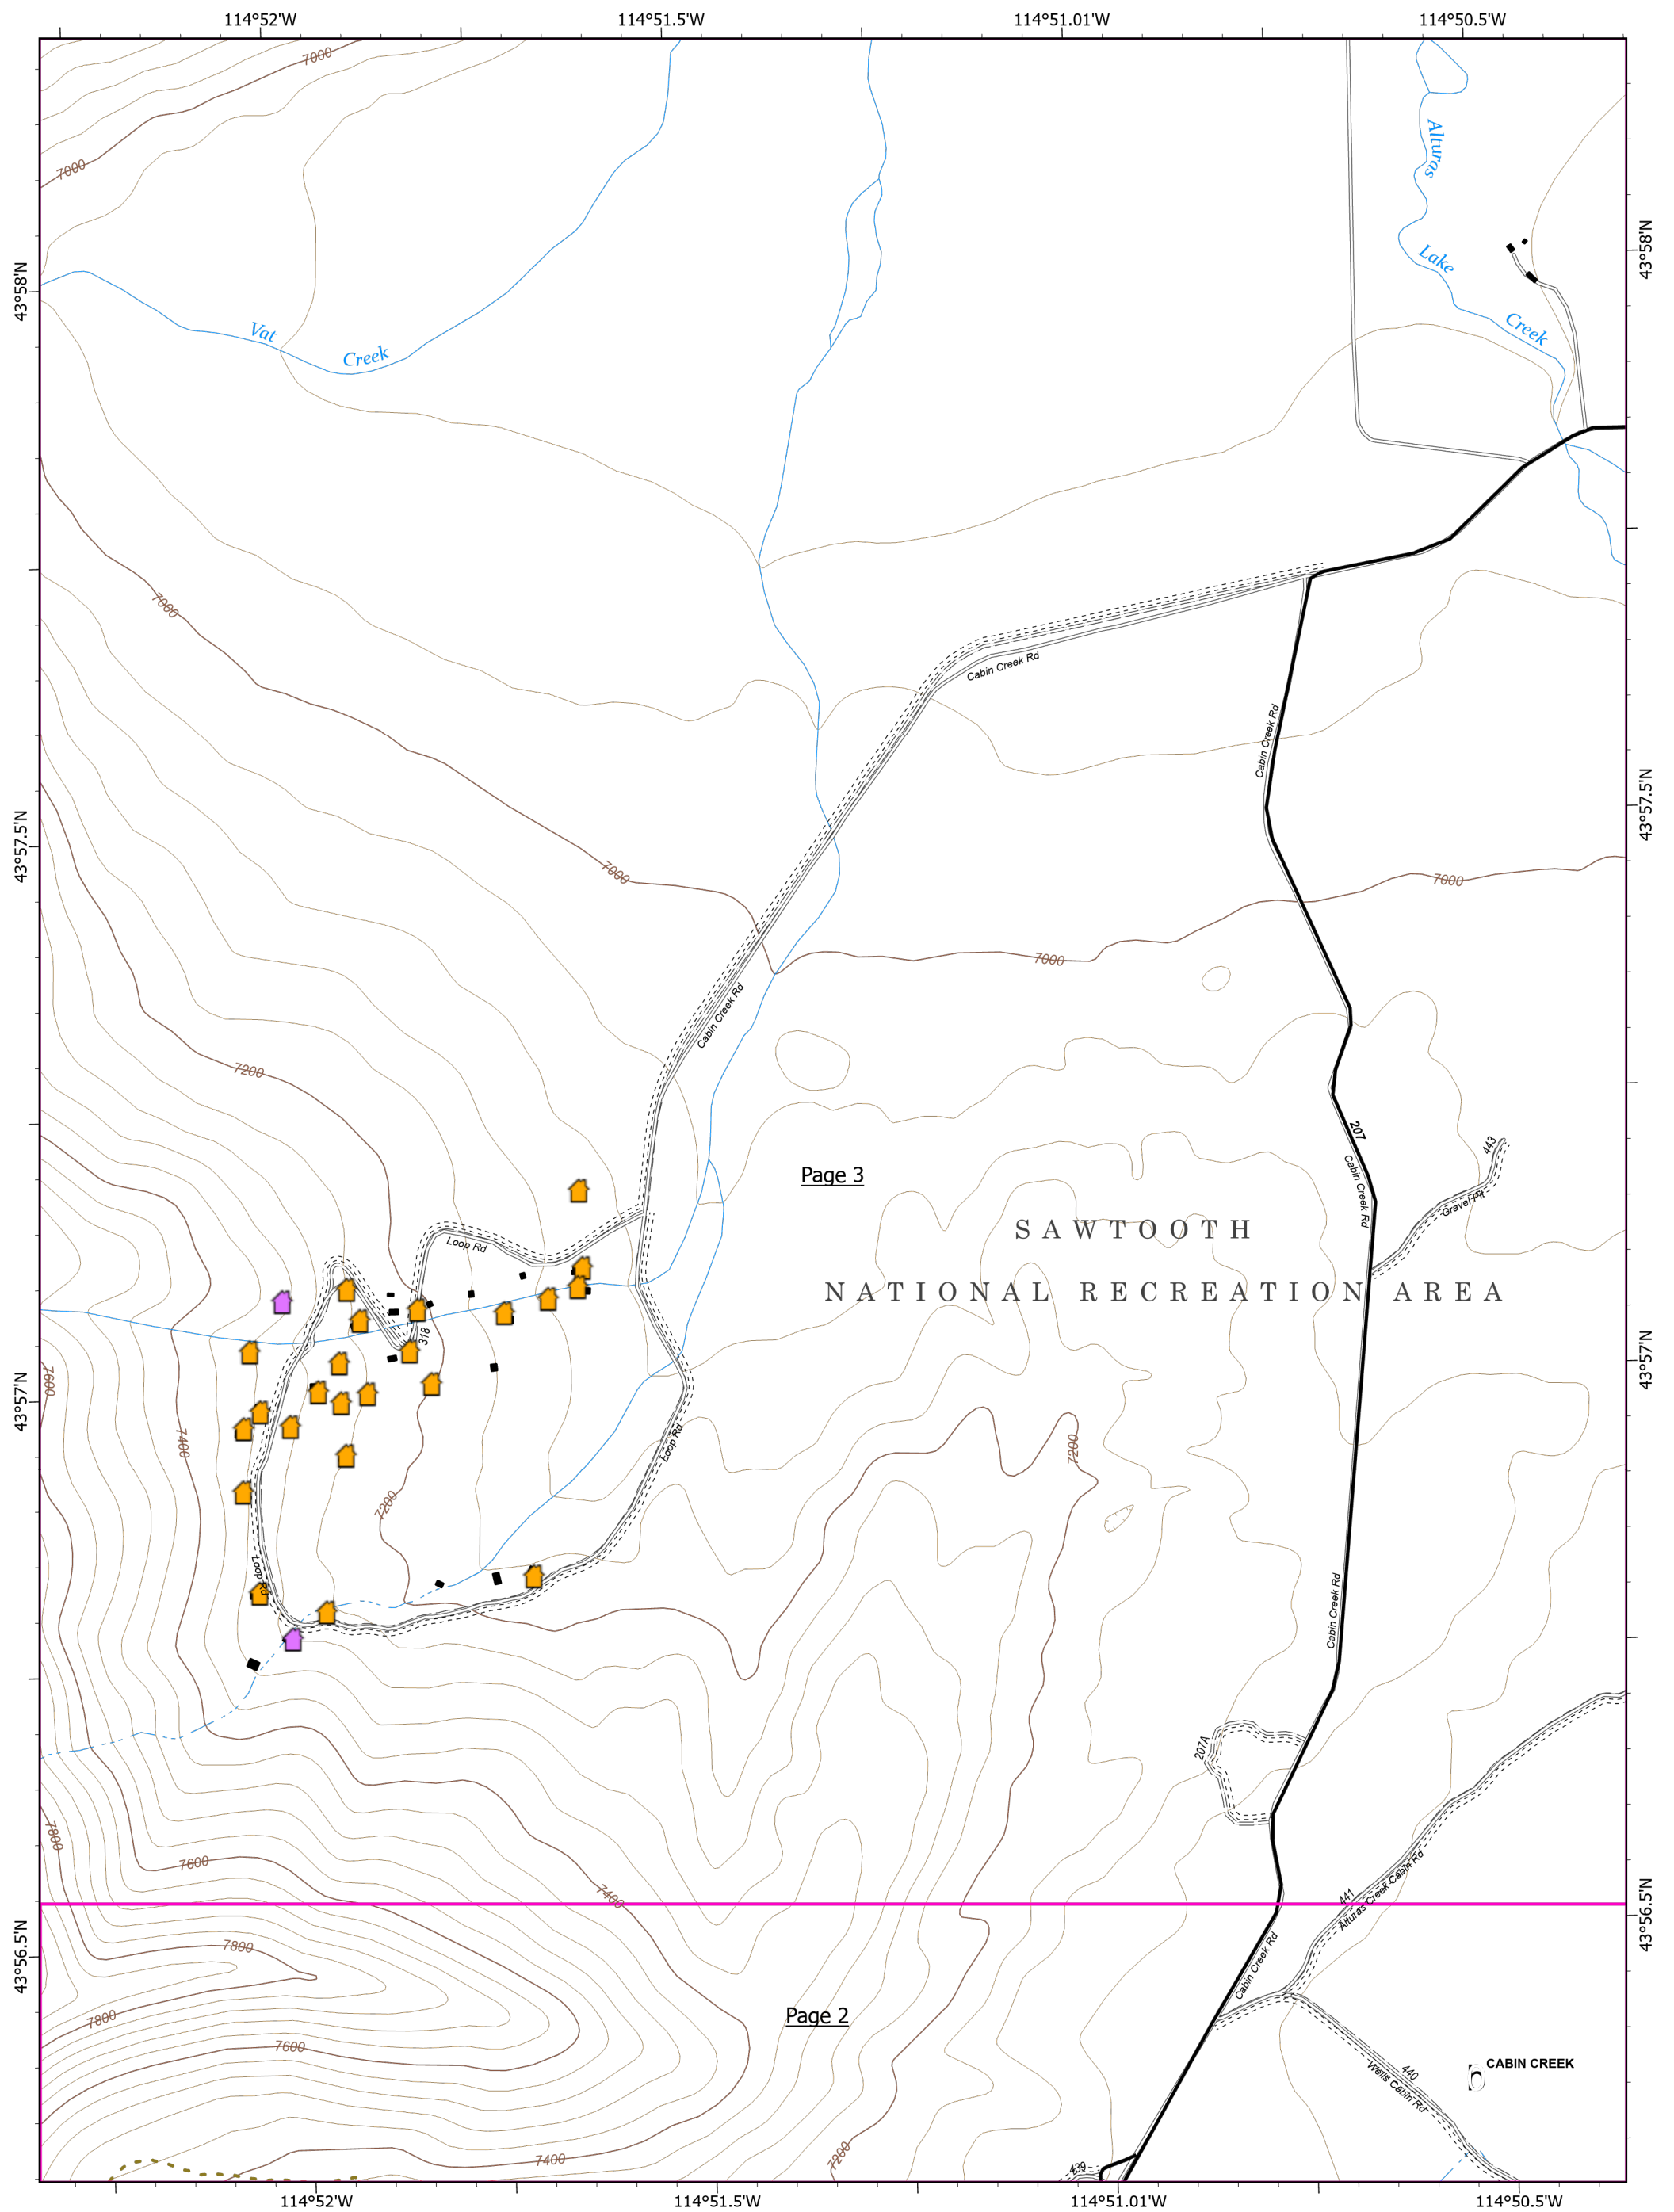 114°52'W 114°51.5'W 114°51.01'W 114°50.5'W
7000
7000
Alturas
Lake
Creek
43°58'N
43°58'N
Vat
Creek
7000
Cabin Creek Rd
Cabin Creek Rd
43°57.5'N
43°57.5'N
7000
7000
7000
Cabin Creek Rd
7200
207
Cabin Creek Rd
443
Gravel Pit
Page 3
SAWTOOTH
NATIONAL RECREATION AREA
Loop Rd
318
43°57'N
43°57'N
7600
7400
Loop Rd
7200
7200
Loop Rd
Cabin Creek Rd
207A
7800
7600
7400
441
Alturas Creek Cabin Rd
43°56.5'N
43°56.5'N
7800
Cabin Creek Rd
7800
Page 2
7600
CABIN CREEK
440
Wells Cabin Rd
7400
7200
439
114°52'W 114°51.5'W 114°51.01'W 114°50.5'W